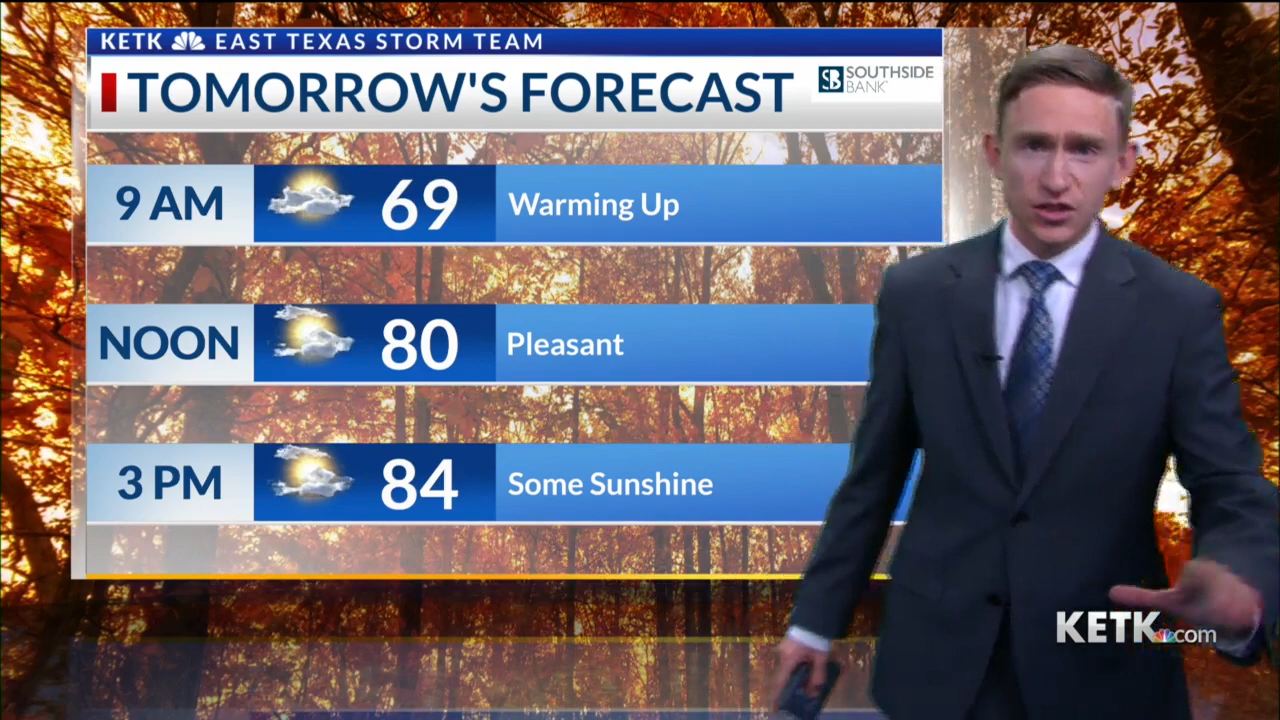 KETK EAST TEXAS STORM TEAM
TOMORROW'S FORECAST
SB SOUTHSIDE
BANK
9 AM 69 Warming Up
NOON 80 Pleasant
3 PM 84 Some Sunshine
KETK.com